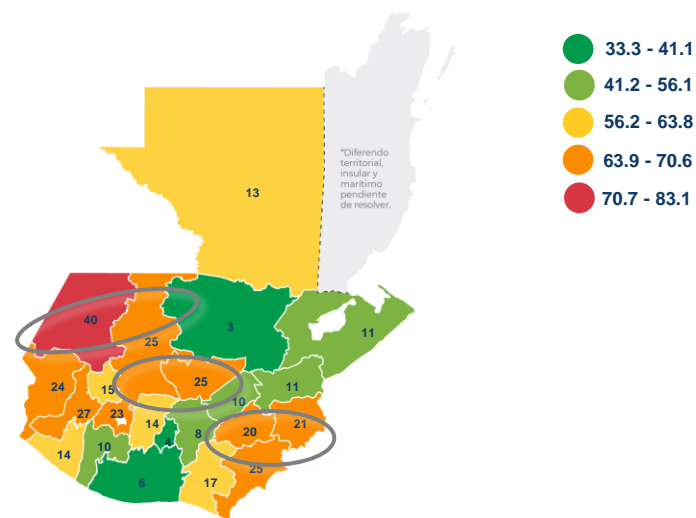 33.3 - 41.1
41.2 - 56.1
56.2 - 63.8
63.9 - 70.6
70.7 - 83.1
*Diferendo
territorial,
insular y
marítimo
pendiente
de resolver.
13
40
3
11
25
24
15
25
11
10
27
23
14
4
8
20
21
14
10
6
17
25